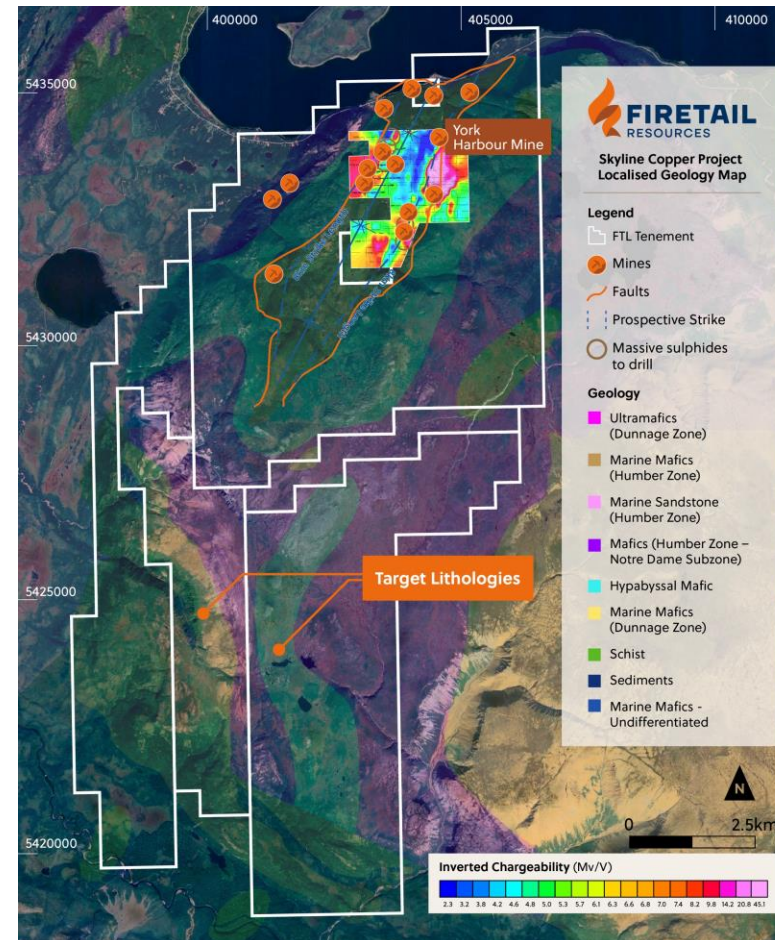 400000
405000
410000
5435000
5430000
5425000
5420000
York
Harbour Mine
Target Lithologies
FIRETAIL
RESOURCES
Skyline Copper Project
Localised Geology Map
Legend
FTL Tenement
Mines
Faults
Prospective Strike
Massive sulphides
to drill
Geology
Ultramafics
(Dunnage Zone)
Marine Mafics
(Humber Zone)
Marine Sandstone
(Humber Zone)
Mafics (Humber Zone –
Notre Dame Subzone)
Hypabyssal Mafic
Marine Mafics
(Dunnage Zone)
Schist
Sediments
Marine Mafics -
Undifferentiated
N
0 2.5km
Inverted Chargeability (Mv/V)
2.3 3.2 3.8 4.2 4.6 4.8 5.0 5.3 5.7 6.1 6.3 6.6 6.8 7.0 7.4 8.2 9.8 14.2 20.8 45.1